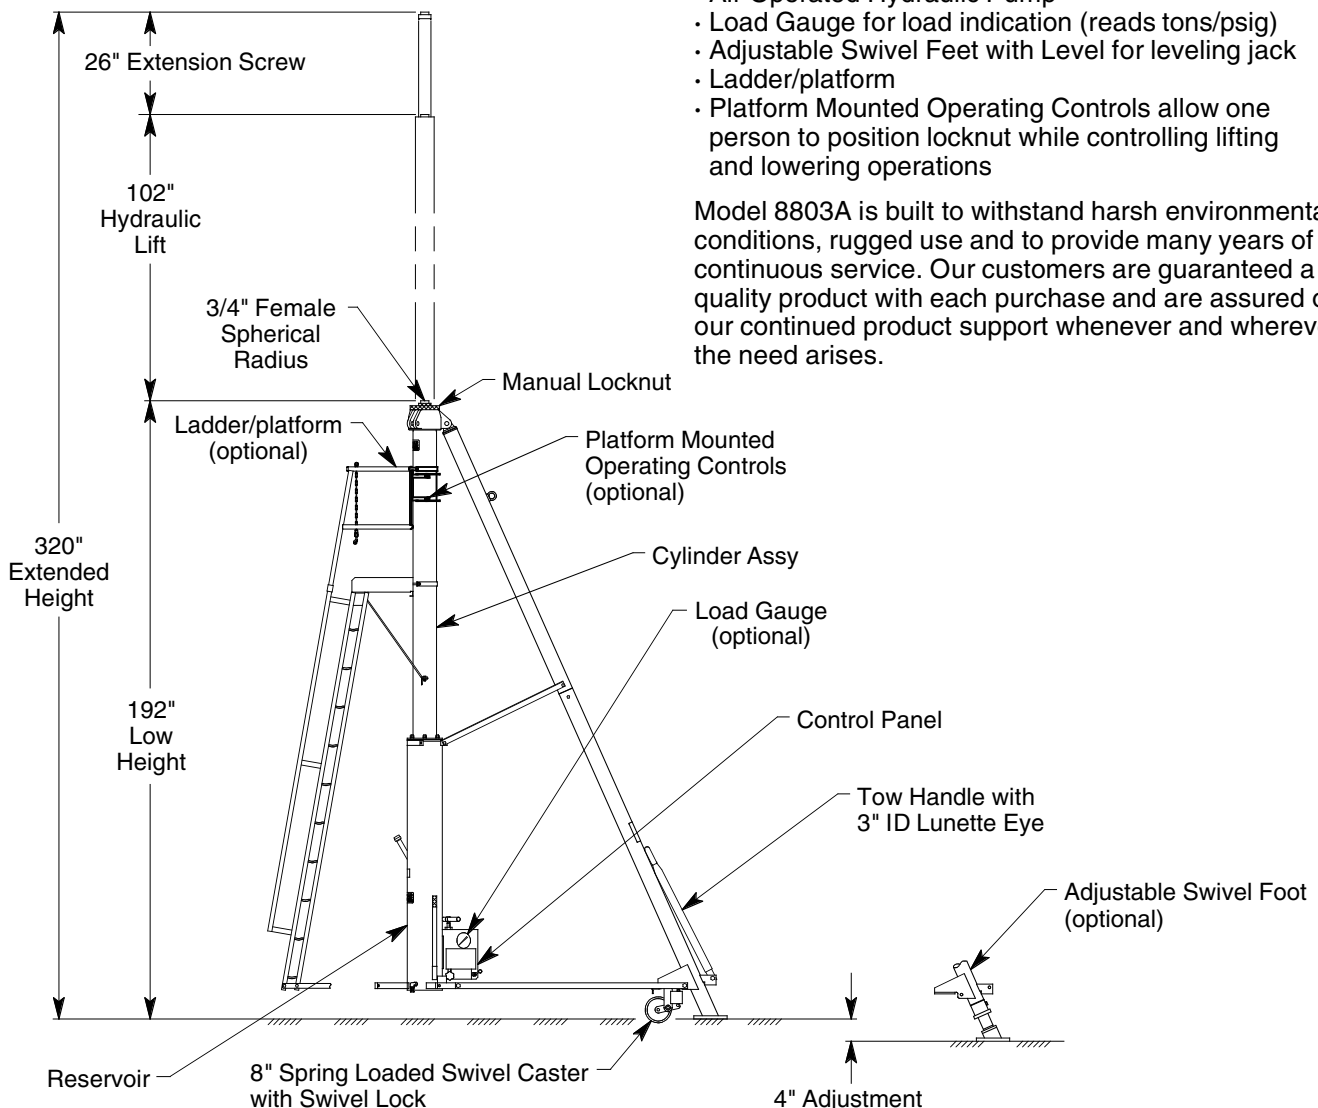 · Air Operated Hydraulic Pump
· Load Gauge for load indication (reads tons/psig)
· Adjustable Swivel Feet with Level for leveling jack
· Ladder/platform
· Platform Mounted Operating Controls allow one
person to position locknut while controlling lifting
and lowering operations
Model 8803A is built to withstand harsh environmenta
conditions, rugged use and to provide many years of
continuous service. Our customers are guaranteed a
quality product with each purchase and are assured o
our continued product support whenever and wherev
the need arises.
26" Extension Screw
102"
Hydraulic
Lift
3/4" Female
Spherical
Radius
Manual Locknut
Ladder/platform
(optional)
Platform Mounted
Operating Controls
(optional)
320"
Extended
Height
Cylinder Assy
Load Gauge
(optional)
192"
Low
Height
Control Panel
Tow Handle with
3" ID Lunette Eye
Adjustable Swivel Foot
(optional)
Reservoir
8" Spring Loaded Swivel Caster
with Swivel Lock
4" Adjustment